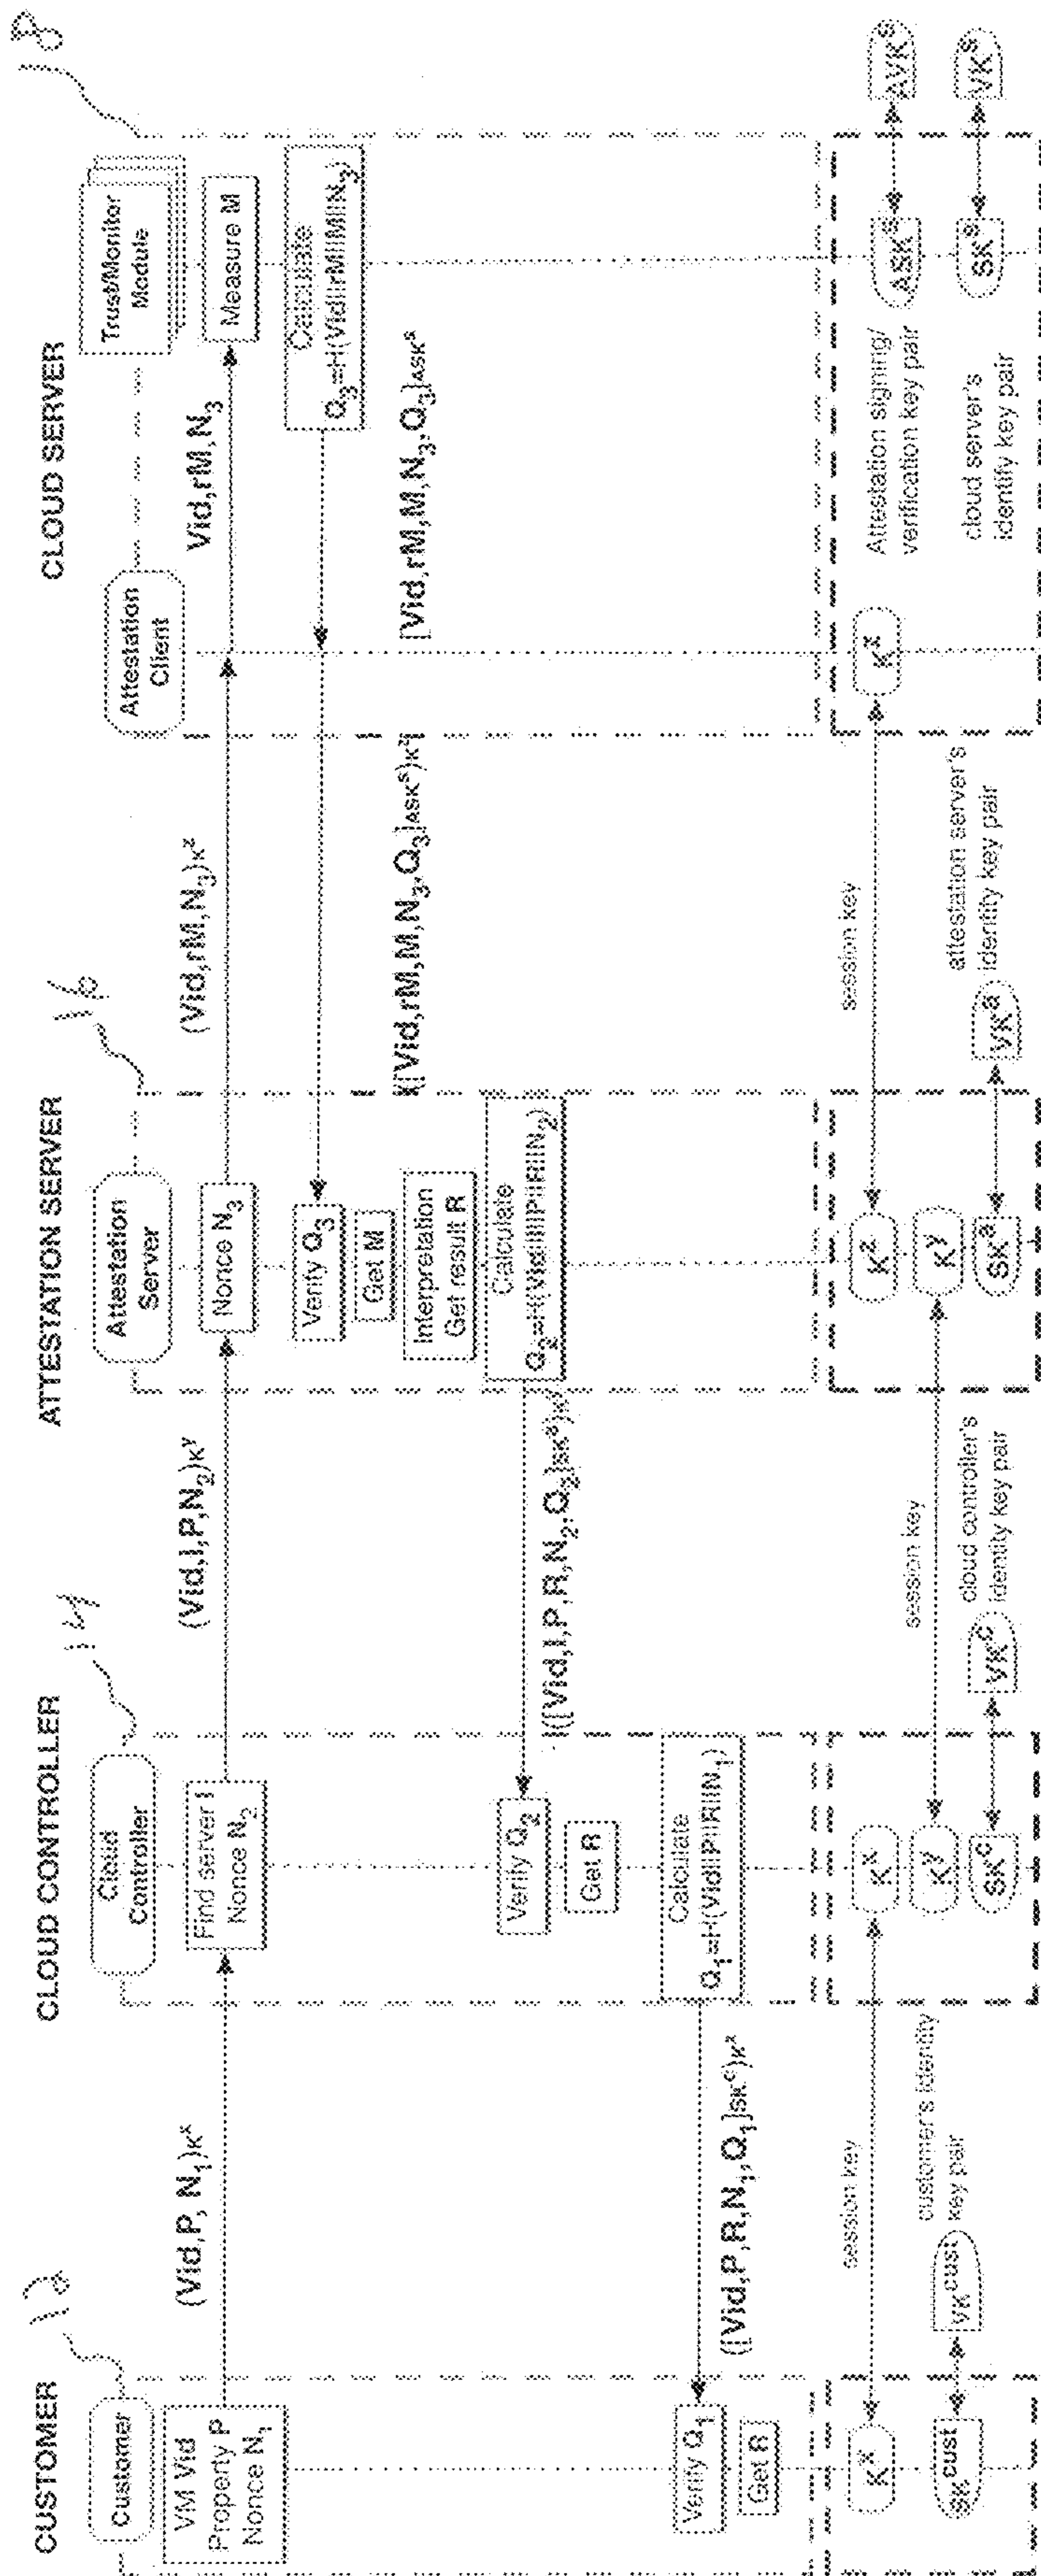 CUSTOMER
12
Customer
VM Vid
Property P
Nonce N₁
(Vid,P, N₁)Kˣ
Verify Q₁
Get R
([Vid,P,R,N₁,Q₁]SKᶜ)Kˣ
session key
Kˣ
SKᶜᵘˢᵗ
VKᶜᵘˢᵗ
customer's identity
key pair
CLOUD CONTROLLER
14
Cloud
Controller
Find server I
Nonce N₂
(Vid,I,P,N₂)Kʸ
Verify Q₂
Get R
([Vid,I,P,R,N₂,Q₂]SKᵃ)Kʸ
Calculate
Q₁=H(Vid||P||R||N₁)
session key
Kˣ
Kʸ
SKᶜ
VKᶜ
cloud controller's
identity key pair
ATTESTATION SERVER
16
Attestation
Server
Nonce N₃
(Vid,rM,N₃)Kᶻ
Verify Q₃
Get M
Interpretation
Get result R
Calculate
Q₂=H(Vid||I||P||R||N₂)
([Vid,rM,M,N₃,Q₃]ASKˢ)Kᶻ
session key
Kᶻ
Kʸ
SKᵃ
VKᵃ
attestation server's
identity key pair
CLOUD SERVER
18
Attestation
Client
Trust/Monitor
Module
Vid,rM,N₃
Measure M
Calculate
Q₃=H(Vid||rM||M||N₃)
[Vid,rM,M,N₃,Q₃]ASKˢ
Kᶻ
Attestation signing/
verification key pair
ASKˢ
AVKˢ
cloud server's
identify key pair
SKˢ
VKˢ